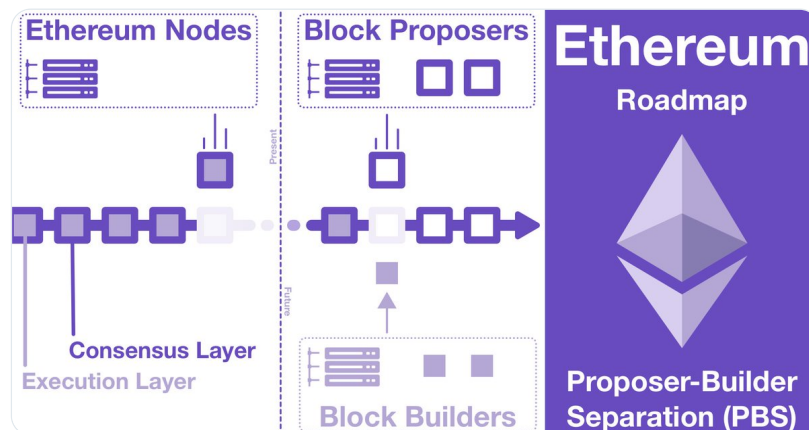 Ethereum Nodes
Block Proposers
Present
Future
Consensus Layer
Execution Layer
Block Builders
Ethereum
Roadmap
Proposer-Builder
Separation (PBS)